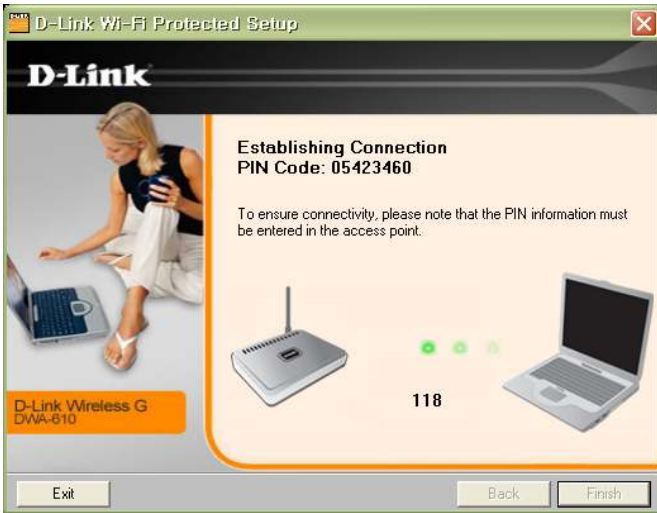 D-Link Wi-Fi Protected Setup
D-Link
Establishing Connection
PIN Code: 05423460
To ensure connectivity, please note that the PIN information must
be entered in the access point.
118
D-Link Wireless G
DWA-610
Exit
Back
Finish